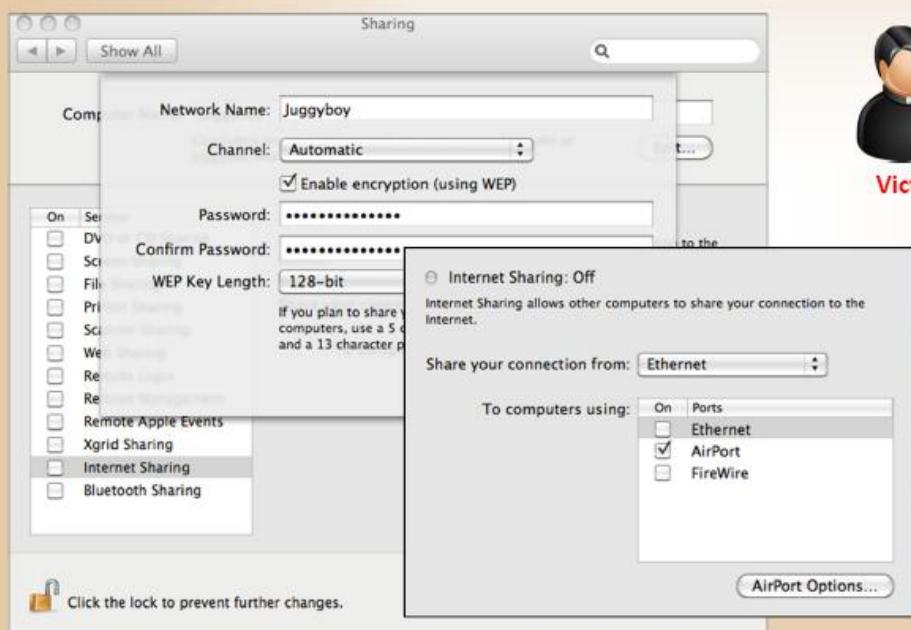 Sharing
Show All
Network Name: Juggyboy
Channel: Automatic
Enable encryption (using WEP)
Password: ••••••••••••••
Confirm Password: ••••••••••••••
WEP Key Length: 128-bit
If you plan to share
computers, use a 5
and a 13 character
to the
On
Remote Apple Events
Xgrid Sharing
Internet Sharing
Bluetooth Sharing
Click the lock to prevent further changes.
Internet Sharing: Off
Internet Sharing allows other computers to share your connection to the
Internet.
Share your connection from: Ethernet
To computers using: On Ports
Ethernet
AirPort
FireWire
AirPort Options...